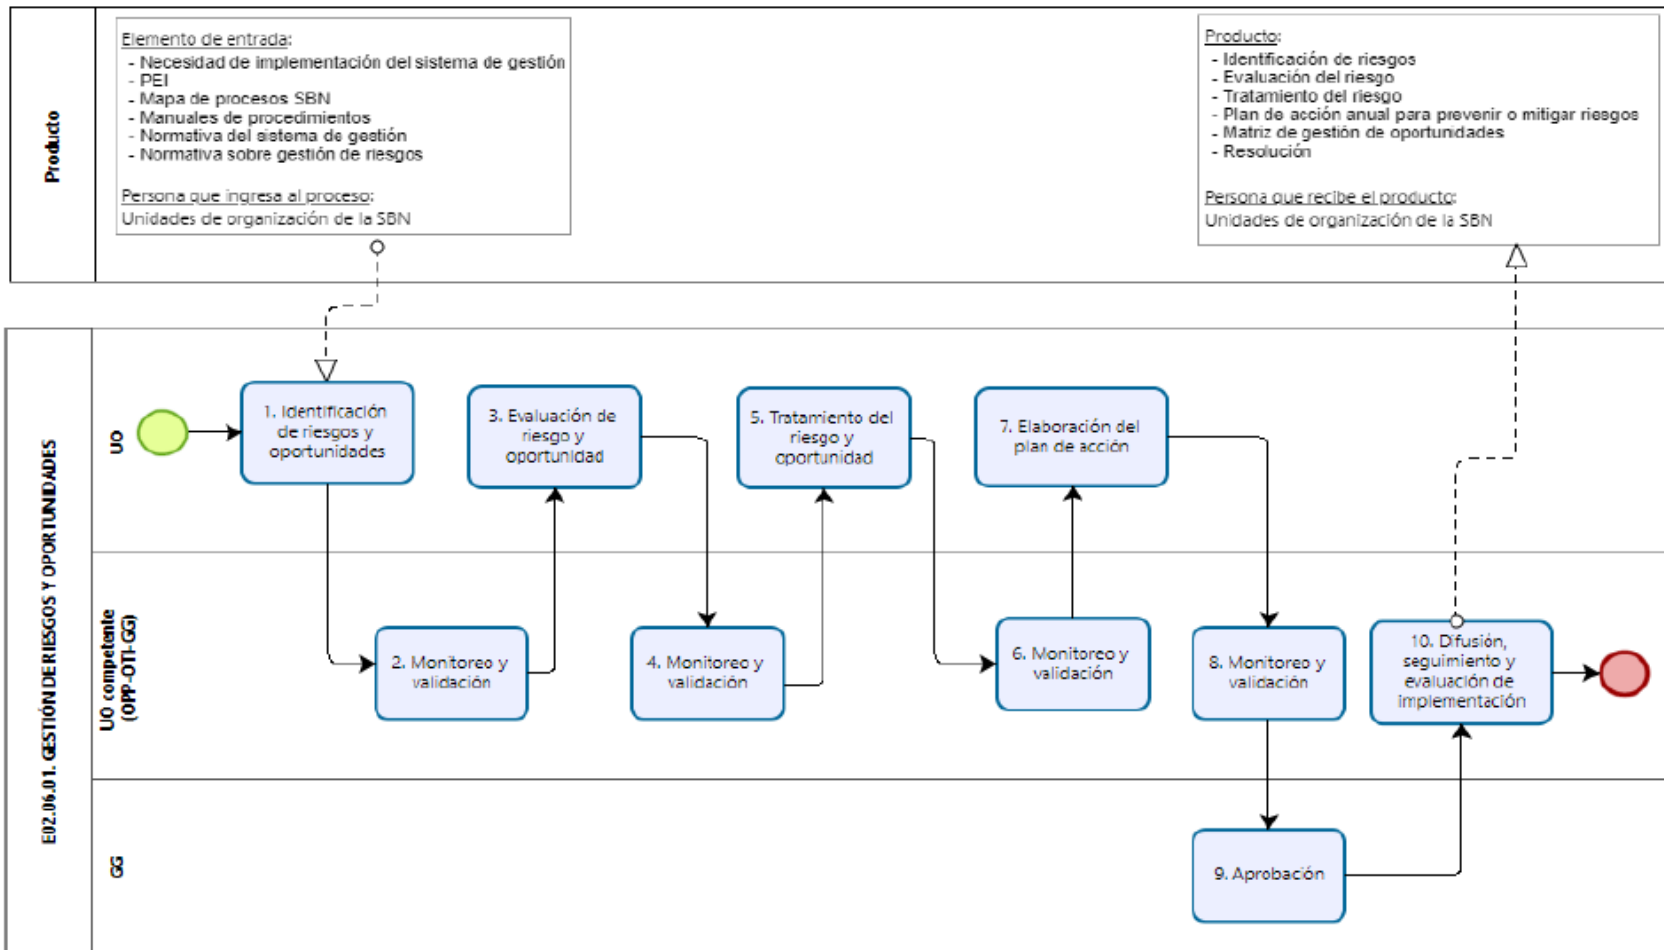 Producto
Elemento de entrada:
- Necesidad de implementación del sistema de gestión
- PEI
- Mapa de procesos SBN
- Manuales de procedimientos
- Normativa del sistema de gestión
- Normativa sobre gestión de riesgos
Persona que ingresa al proceso:
Unidades de organización de la SBN
Producto:
- Identificación de riesgos
- Evaluación del riesgo
- Tratamiento del riesgo
- Plan de acción anual para prevenir o mitigar riesgos
- Matriz de gestión de oportunidades
- Resolución
Persona que recibe el producto:
Unidades de organización de la SBN
E02.06.01. GESTIÓN DE RIESGOS Y OPORTUNIDADES
UO
1. Identificación
de riesgos y
oportunidades
3. Evaluación de
riesgo y
oportunidad
5. Tratamiento del
riesgo y
oportunidad
7. Elaboración del
plan de acción
UO competente
(OPP-OTI-GG)
2. Monitoreo y
validación
4. Monitoreo y
validación
6. Monitoreo y
validación
8. Monitoreo y
validación
10. Difusión,
seguimiento y
evaluación de
implementación
GG
9. Aprobación